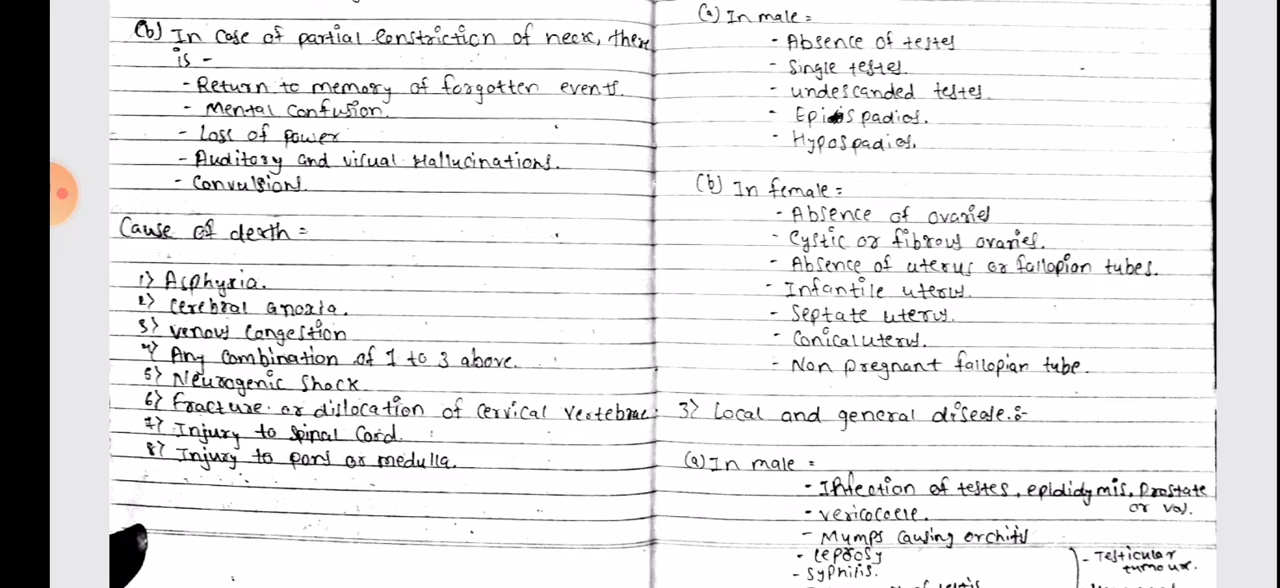 (b) In case of partial constriction of neck, there
is -
- Return to memory of forgotten events.
- Mental confusion.
- Loss of power
- Auditory and visual Hallucinations.
- Convulsions.
Cause of death =
1) Asphyxia.
2) Cerebral anoxia.
3) Venous Congestion
4) Any combination of 1 to 3 above.
5) Neurogenic shock
6) fracture or dislocation of cervical vertebrae.
7) Injury to spinal cord.
8) Injury to pons or medulla.
(a) In male =
- Absence of testes
- Single testes.
- undescanded testes.
- Epispadios.
- Hypospadios.
(b) In female =
- Absence of ovaries
- Cystic or fibrous ovaries.
- Absence of uterus or fallopion tubes.
- Infantile uterus.
- Septate uterus.
- Conical uterus.
- Non pregnant fallopian tube.
3) Local and general disease :-
(a) In male =
- Infection of testes, epididymis, prostate
or vas.
- Vericocele.
- Mumps causing orchitis
- Leprosy
- Testicular
tumour.
- Syphilis.